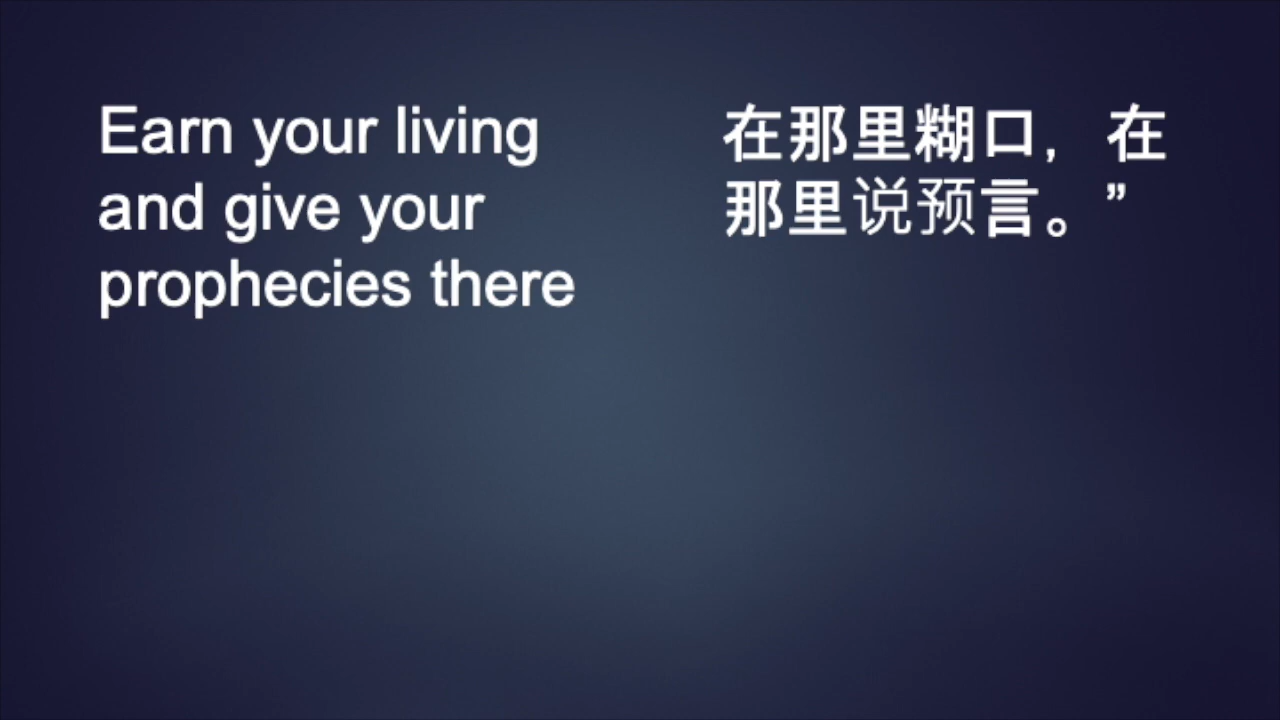 Earn your living
and give your
prophecies there
在那里糊口，在
那里说预言。”